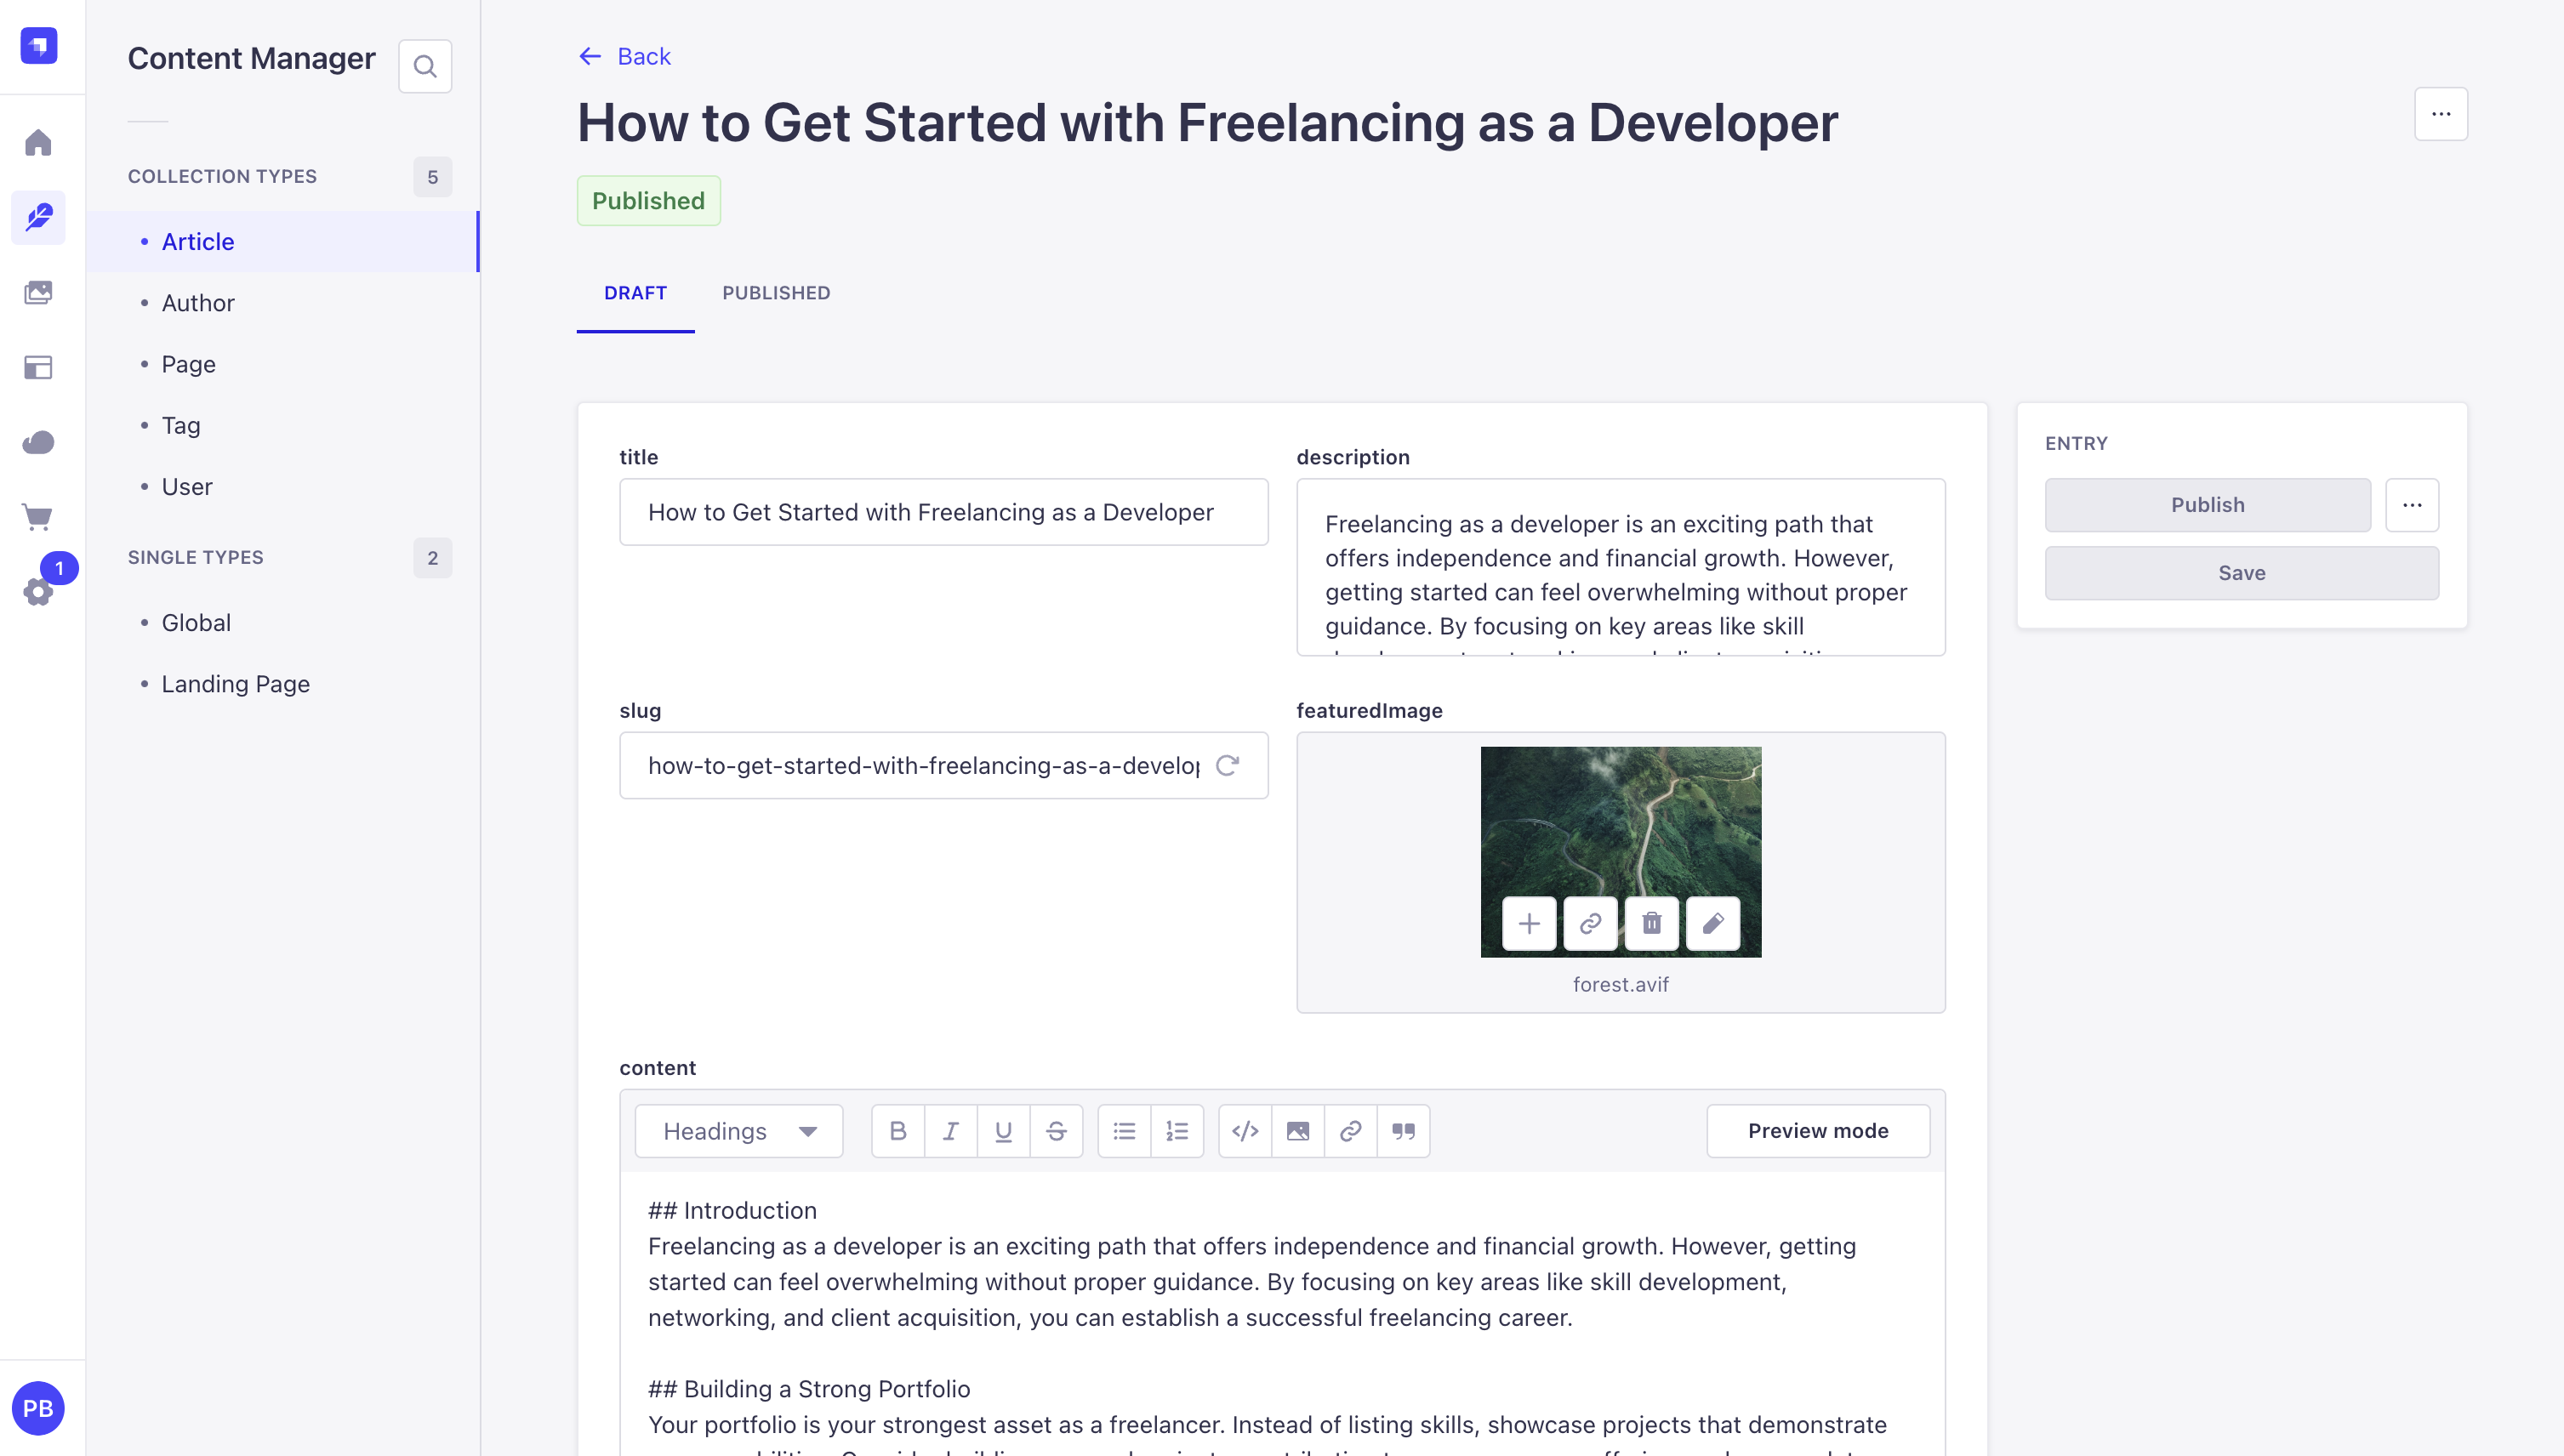 Content Manager
COLLECTION TYPES
5
Article
Author
Page
Tag
User
SINGLE TYPES
2
Global
Landing Page
1
PB
Back
How to Get Started with Freelancing as a Developer
Published
DRAFT
PUBLISHED
title
How to Get Started with Freelancing as a Developer
description
Freelancing as a developer is an exciting path that
offers independence and financial growth. However,
getting started can feel overwhelming without proper
guidance. By focusing on key areas like skill
slug
how-to-get-started-with-freelancing-as-a-develop
featuredImage
forest.avif
content
Headings
Preview mode
## Introduction
Freelancing as a developer is an exciting path that offers independence and financial growth. However, getting
started can feel overwhelming without proper guidance. By focusing on key areas like skill development,
networking, and client acquisition, you can establish a successful freelancing career.
## Building a Strong Portfolio
Your portfolio is your strongest asset as a freelancer. Instead of listing skills, showcase projects that demonstrate
ENTRY
Publish
Save